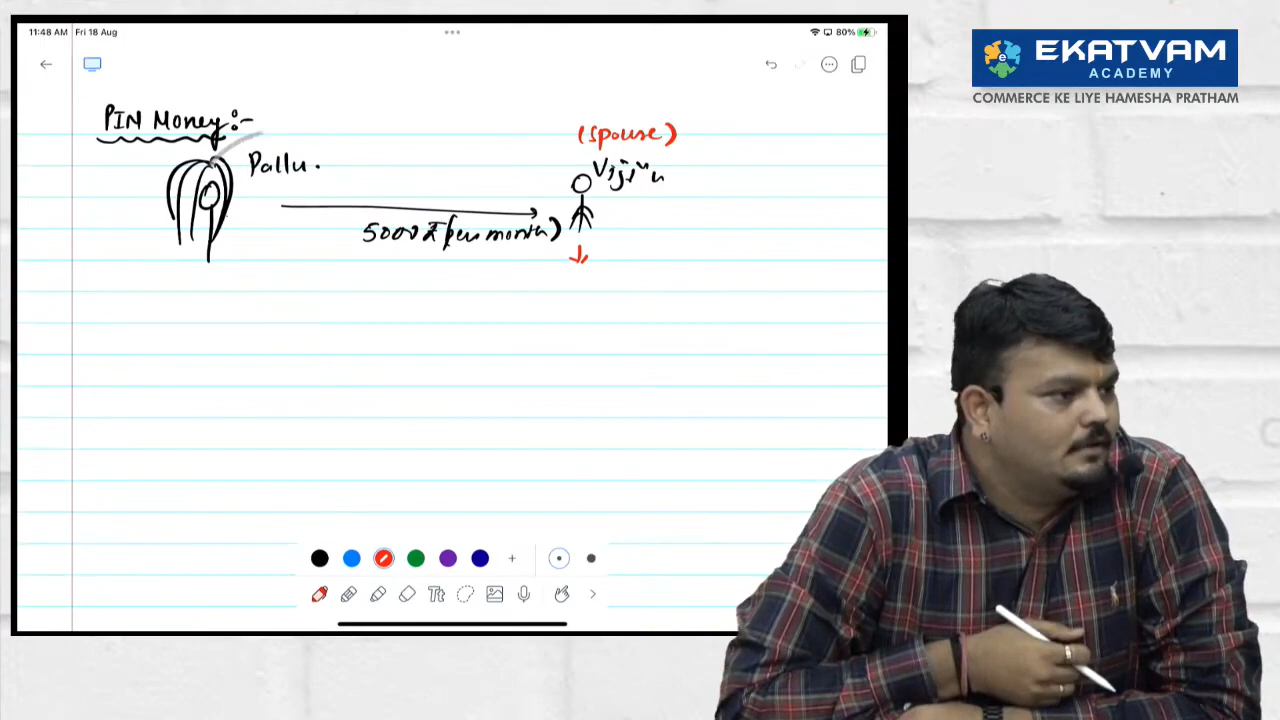 11:48 AM Fri 18 Aug
80%
EKATVAM
ACADEMY
COMMERCE KE LIYE HAMESHA PRATHAM
PIN Money:-
(spouse)
Pallu.
5000₹ (per month)
Tt